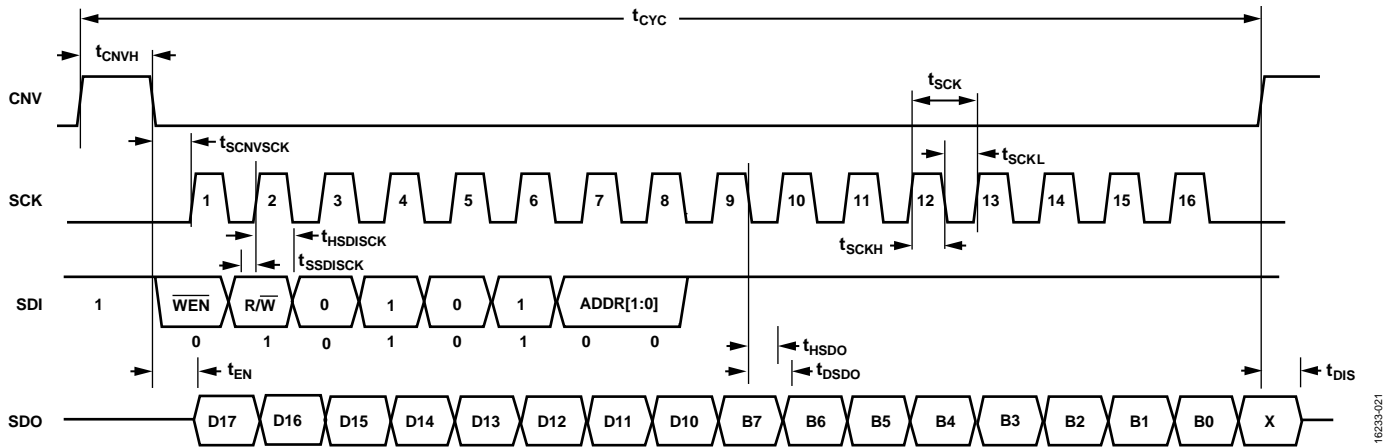 tCYC
tCNVH
CNV
tSCK
tSCNVSCK
tSCKL
SCK 1 2 3 4 5 6 7 8 9 10 11 12 13 14 15 16
tHSDISCK
tSCKH
tSSDISCK
SDI 1 WEN R/W 0 1 0 1 ADDR[1:0]
0 1 0 1 0 1 0 0
tHSDO
tEN
tDSDO
tDIS
SDO D17 D16 D15 D14 D13 D12 D11 D10 B7 B6 B5 B4 B3 B2 B1 B0 X
16233-021